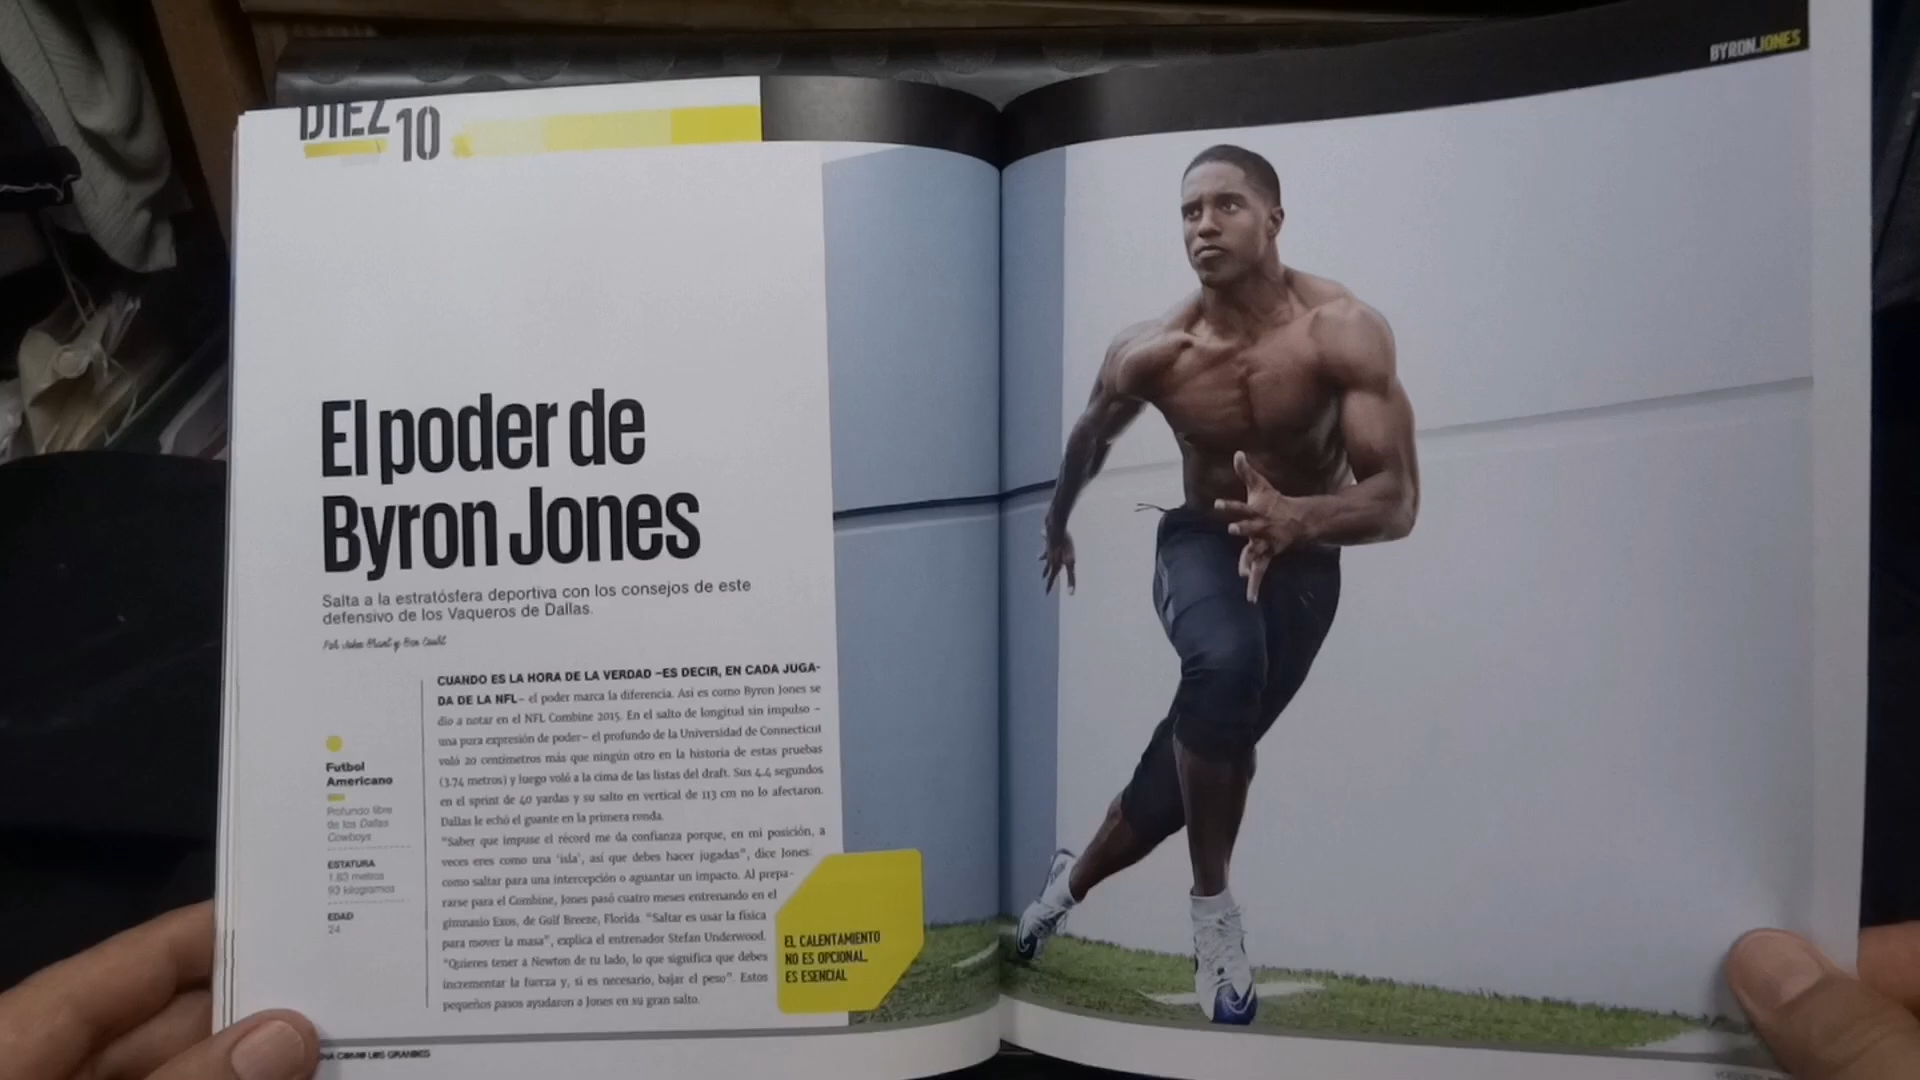 DIEZ 10
BYRONJONES
El poder de
Byron Jones
Salta a la estratósfera deportiva con los consejos de este
defensivo de los Vaqueros de Dallas.
Por John Plant y Ben Court
CUANDO ES LA HORA DE LA VERDAD –ES DECIR, EN CADA JUGA-
DA DE LA NFL– el poder marca la diferencia. Así es como Byron Jones se
dio a notar en el NFL Combine 2015. En el salto de longitud sin impulso –
una pura expresión de poder– el profundo de la Universidad de Connecticut
voló 20 centímetros más que ningún otro en la historia de estas pruebas
(3.74 metros) y luego voló a la cima de las listas del draft. Sus 4.4 segundos
en el sprint de 40 yardas y su salto en vertical de 113 cm no lo afectaron.
Dallas le echó el guante en la primera ronda.
"Saber que impuse el récord me da confianza porque, en mi posición, a
veces eres como una 'isla', así que debes hacer jugadas", dice Jones:
como saltar para una intercepción o aguantar un impacto. Al prepa-
rarse para el Combine, Jones pasó cuatro meses entrenando en el
gimnasio Exos, de Gulf Breeze, Florida. "Saltar es usar la física
para mover la masa", explica el entrenador Stefan Underwood.
"Quieres tener a Newton de tu lado, lo que significa que debes
incrementar la fuerza y, si es necesario, bajar el peso". Estos
pequeños pasos ayudaron a Jones en su gran salto.
Futbol
Americano
Profundo libre
de los Dallas
Cowboys
ESTATURA
1.83 metros
93 kilogramos
EDAD
24
EL CALENTAMIENTO
NO ES OPCIONAL,
ES ESENCIAL
COMO LOS GRANDES